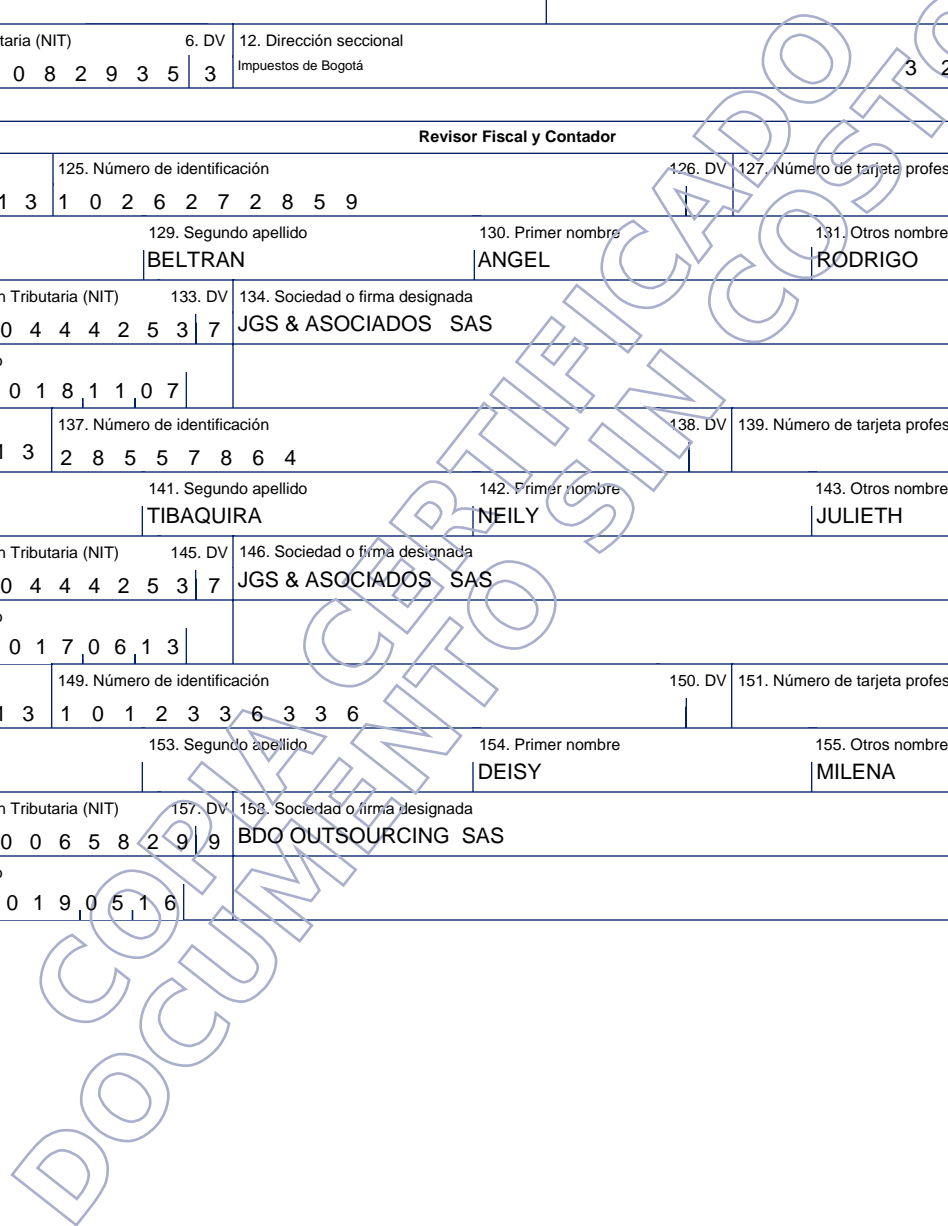 taria (NIT) 6. DV 12. Dirección seccional
0 8 2 9 3 5 3 Impuestos de Bogotá 3 2
Revisor Fiscal y Contador
125. Número de identificación 126. DV 127. Número de tarjeta profes
1 3 1 0 2 6 2 7 2 8 5 9
129. Segundo apellido 130. Primer nombre 131. Otros nombre
BELTRAN ANGEL RODRIGO
n Tributaria (NIT) 133. DV 134. Sociedad o firma designada
0 4 4 4 2 5 3 7 JGS & ASOCIADOS SAS
o
0 1 8 1 1 0 7
137. Número de identificación 138. DV 139. Número de tarjeta profes
1 3 2 8 5 5 7 8 6 4
141. Segundo apellido 142. Primer nombre 143. Otros nombre
TIBAQUIRA NEILY JULIETH
n Tributaria (NIT) 145. DV 146. Sociedad o firma designada
0 4 4 4 2 5 3 7 JGS & ASOCIADOS SAS
o
0 1 7 0 6 1 3
149. Número de identificación 150. DV 151. Número de tarjeta profes
1 3 1 0 1 2 3 3 6 3 3 6
153. Segundo apellido 154. Primer nombre 155. Otros nombre
DEISY MILENA
n Tributaria (NIT) 157. DV 158. Sociedad o firma designada
0 0 6 5 8 2 9 9 BDO OUTSOURCING SAS
o
0 1 9 0 5 1 6
COPIA CERTIFICADO
DOCUMENTO SIN COSTO